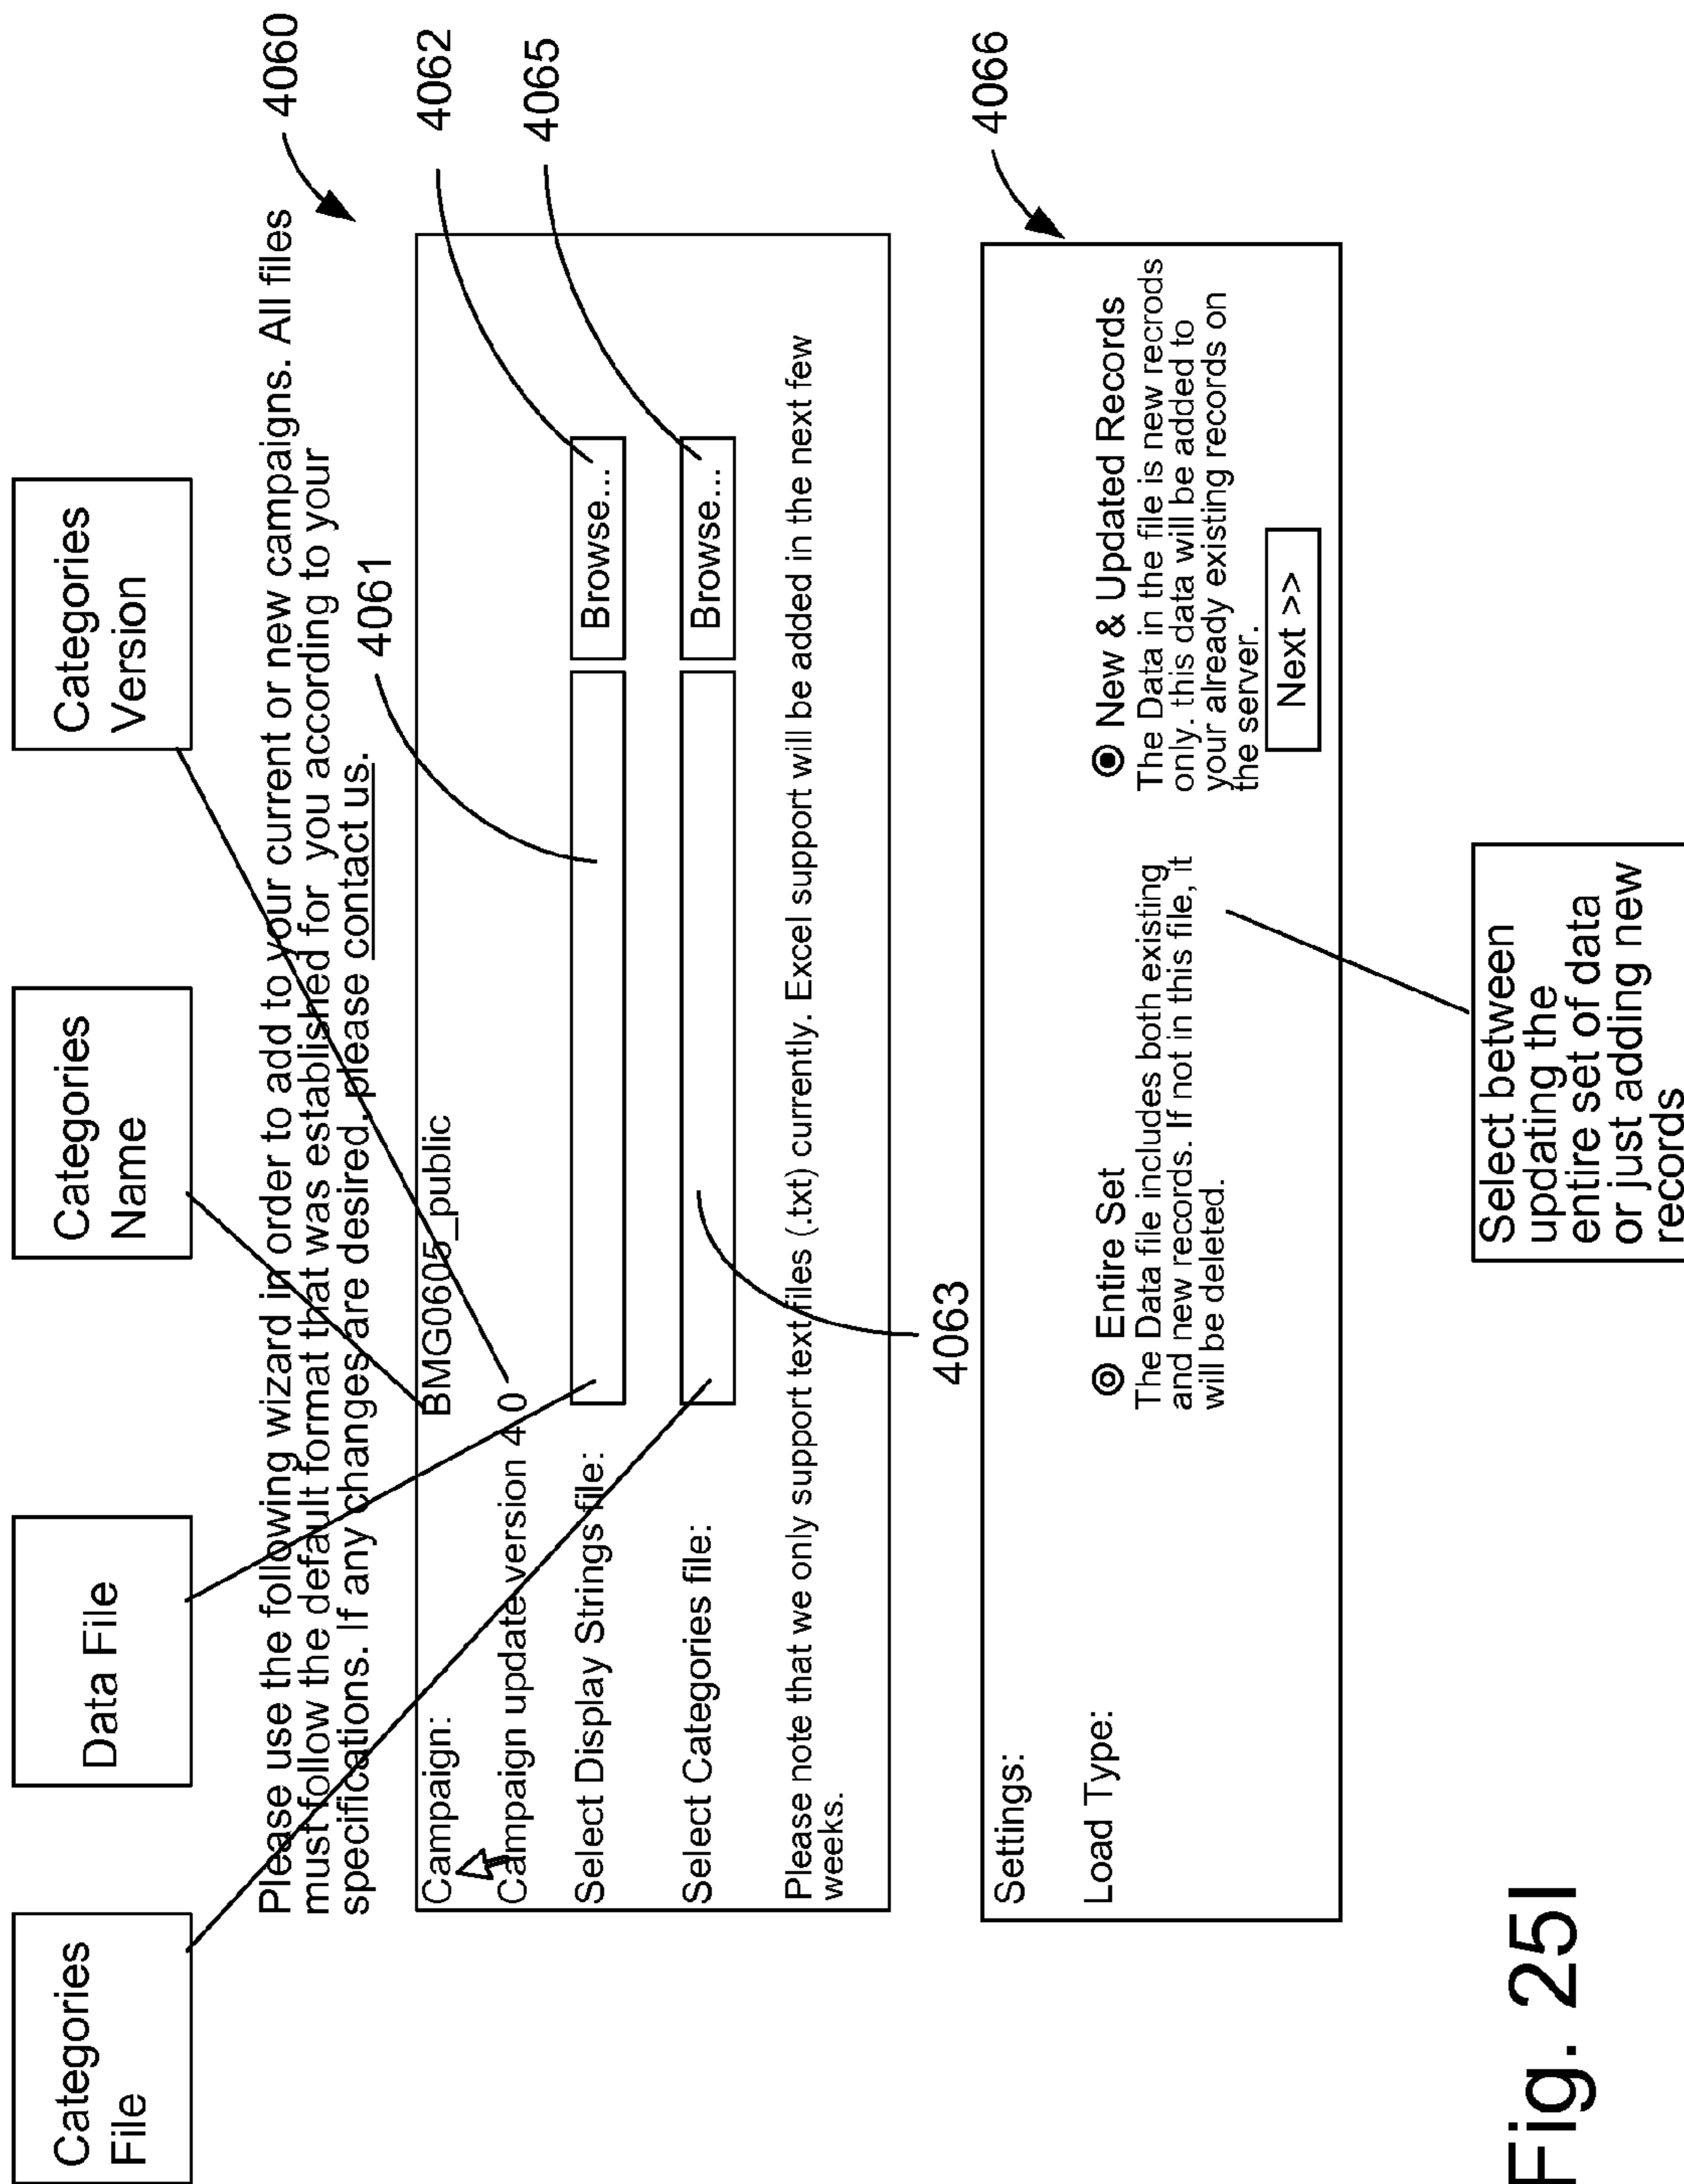 Categories
File
Data File
Categories
Name
Categories
Version
Please use the following wizard in order to add to your current or new campaigns. All files
must follow the default format that was established for you according to your
specifications. If any changes are desired, please contact us.
4060
4061
Campaign: BMG0605_public
Campaign update version 4 0
4062
Select Display Strings file: Browse...
4065
Select Categories file: Browse...
Please note that we only support text files (.txt) currently. Excel support will be added in the next few
weeks.
4063
4066
Settings:
Load Type:
Entire Set
The Data file includes both existing
and new records. If not in this file, it
will be deleted.
New & Updated Records
The Data in the file is new recrods
only. this data will be added to
your already existing records on
the server.
Next >>
Select between
updating the
entire set of data
or just adding new
records
Fig. 25I